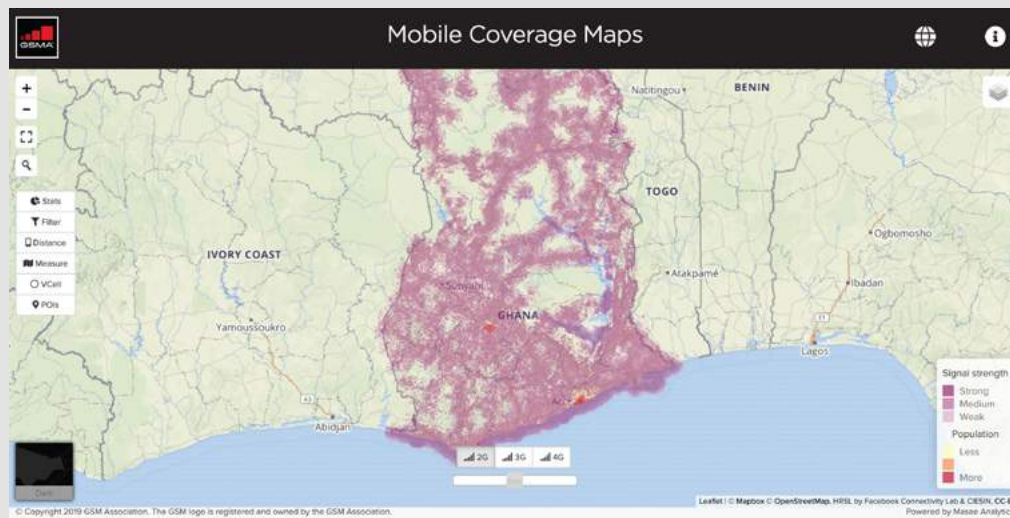 GSMA
Mobile Coverage Maps
Natitingou
BENIN
TOGO
Ogbomosho
IVORY COAST
Atakpamé
Ibadan
Sunyani
GHANA
Yamoussoukro
Lagos
Abidjan
Stats
Filter
Distance
Measure
VCell
POIs
Signal strength
Strong
Medium
Weak
Population
Less
More
2G 3G 4G
Dark
Leaflet | © Mapbox © OpenStreetMap, HRSL by Facebook Connectivity Lab & CIESIN,
© Copyright 2019 GSM Association. The GSM logo is registered and owned by the GSM Association.
Powered by Masae Analytics